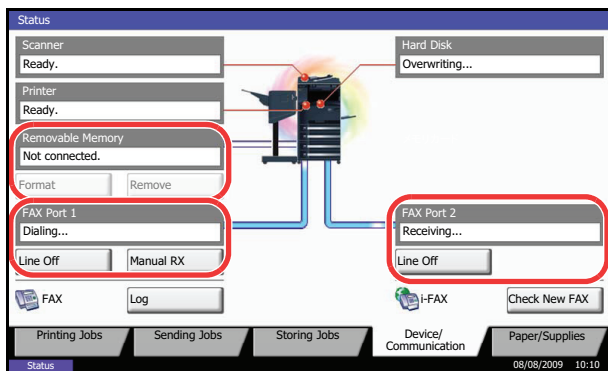 Status
Scanner
Ready.
Hard Disk
Overwriting...
Printer
Ready.
Removable Memory
Not connected.
Format
Remove
FAX Port 1
Dialing...
Line Off
Manual RX
FAX Port 2
Receiving...
Line Off
FAX
Log
i-FAX
Check New FAX
Printing Jobs
Sending Jobs
Storing Jobs
Device/
Communication
Paper/Supplies
Status
08/08/2009 10:10